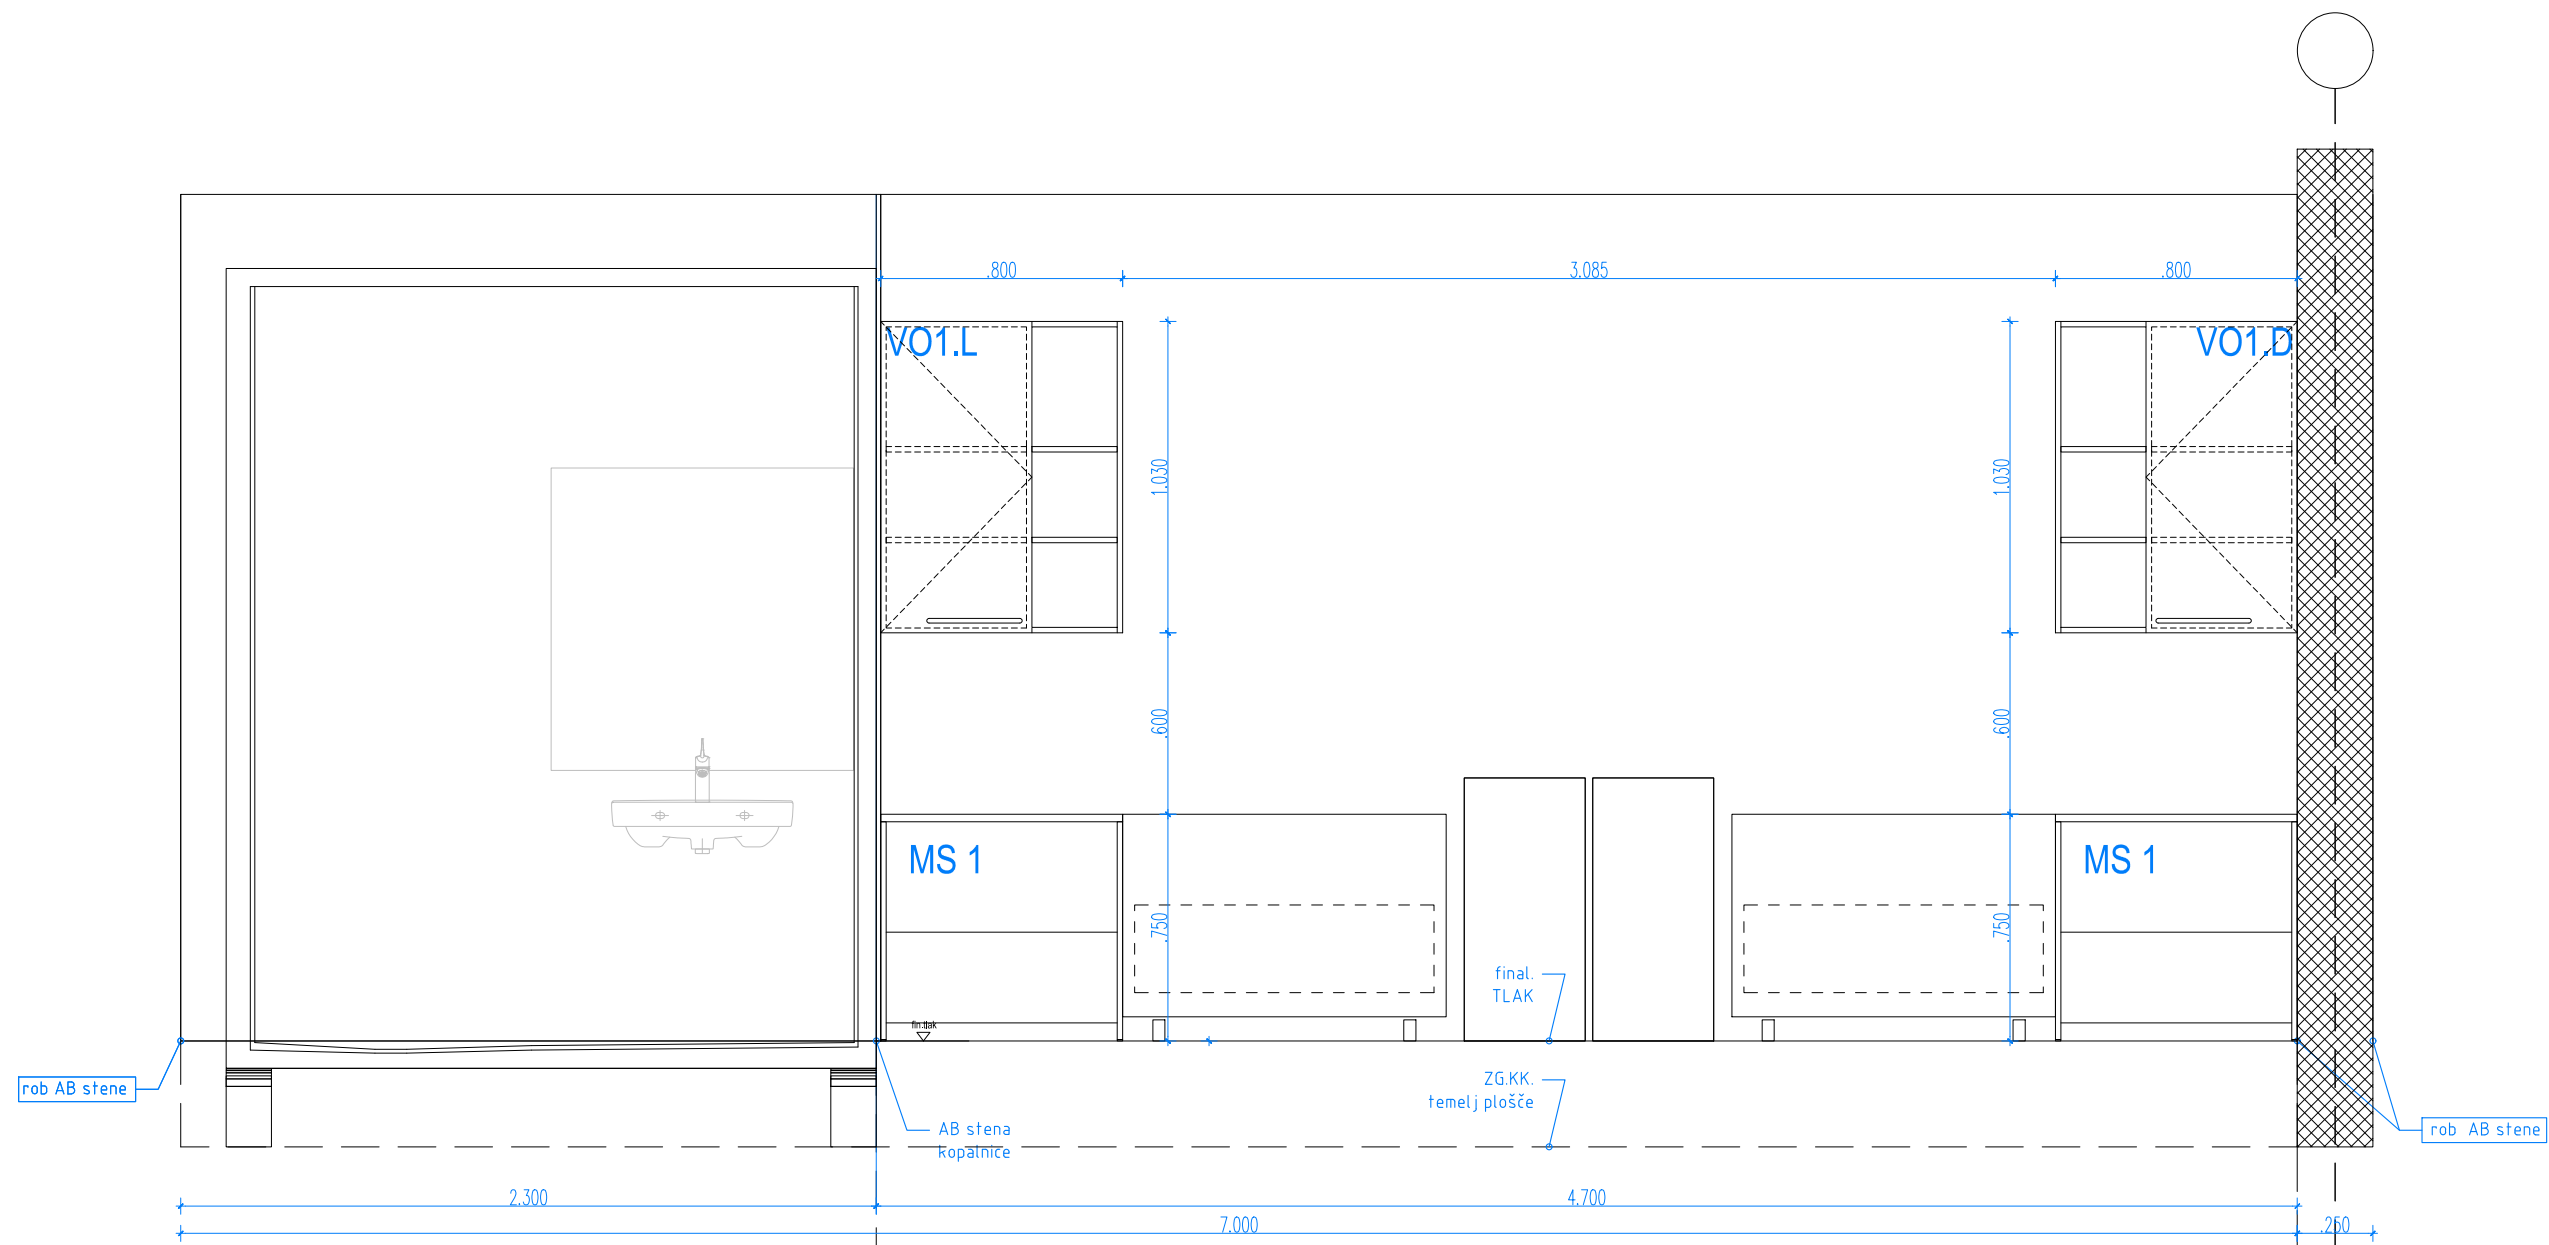 .800
3.085
.800
VO1.L
VO1.D
1.030
1.030
.600
.600
MS 1
MS 1
.750
.750
final.
TLAK
fin.tlak
ZG.KK.
temelj plošče
rob AB stene
AB stena
kopalnice
rob AB stene
2.300
4.700
7.000
.250